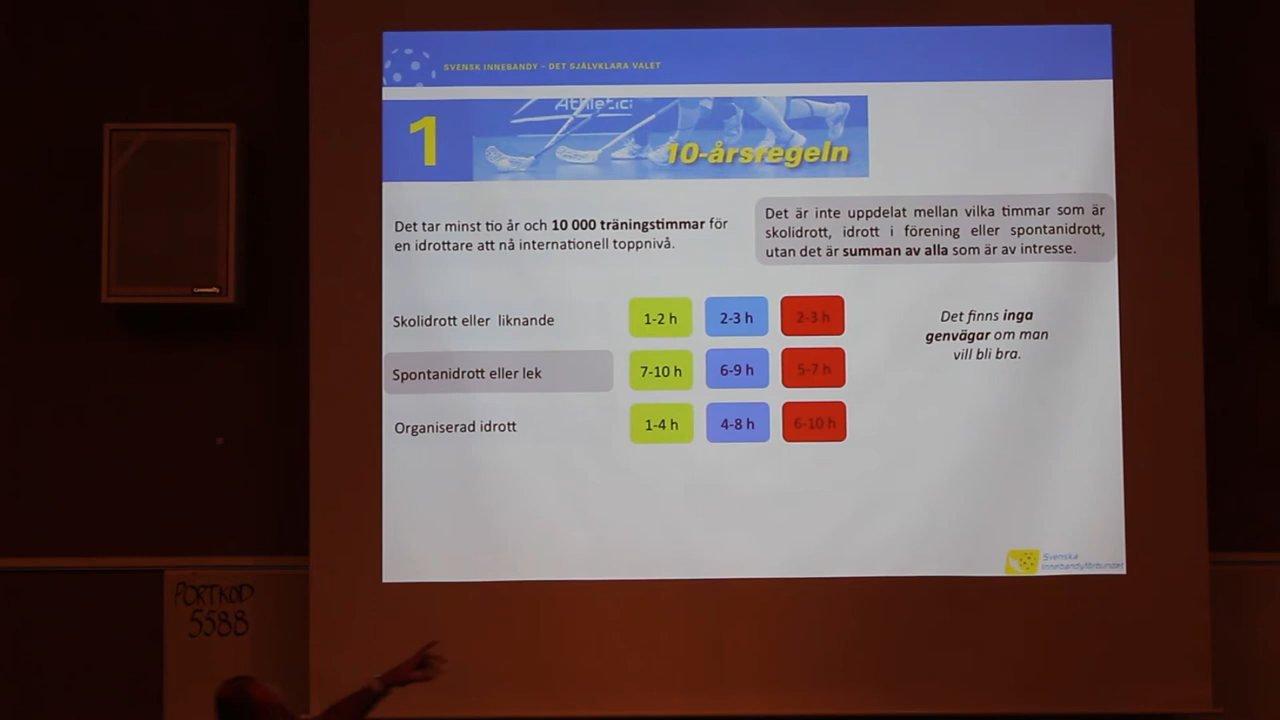 SVENSK INNEBANDY – DET SJÄLVKLARA VALET
1
10-årsregeln
Det tar minst tio år och 10 000 träningstimmar för
en idrottare att nå internationell toppnivå.
Det är inte uppdelat mellan vilka timmar som är
skolidrott, idrott i förening eller spontanidrott,
utan det är summan av alla som är av intresse.
Skolidrott eller liknande
1-2 h
2-3 h
2-3 h
Det finns inga
genvägar om man
vill bli bra.
Spontanidrott eller lek
7-10 h
6-9 h
5-7 h
Organiserad idrott
1-4 h
4-8 h
6-10 h
Svenska
Innebandyförbundet
PORTKOD
5588